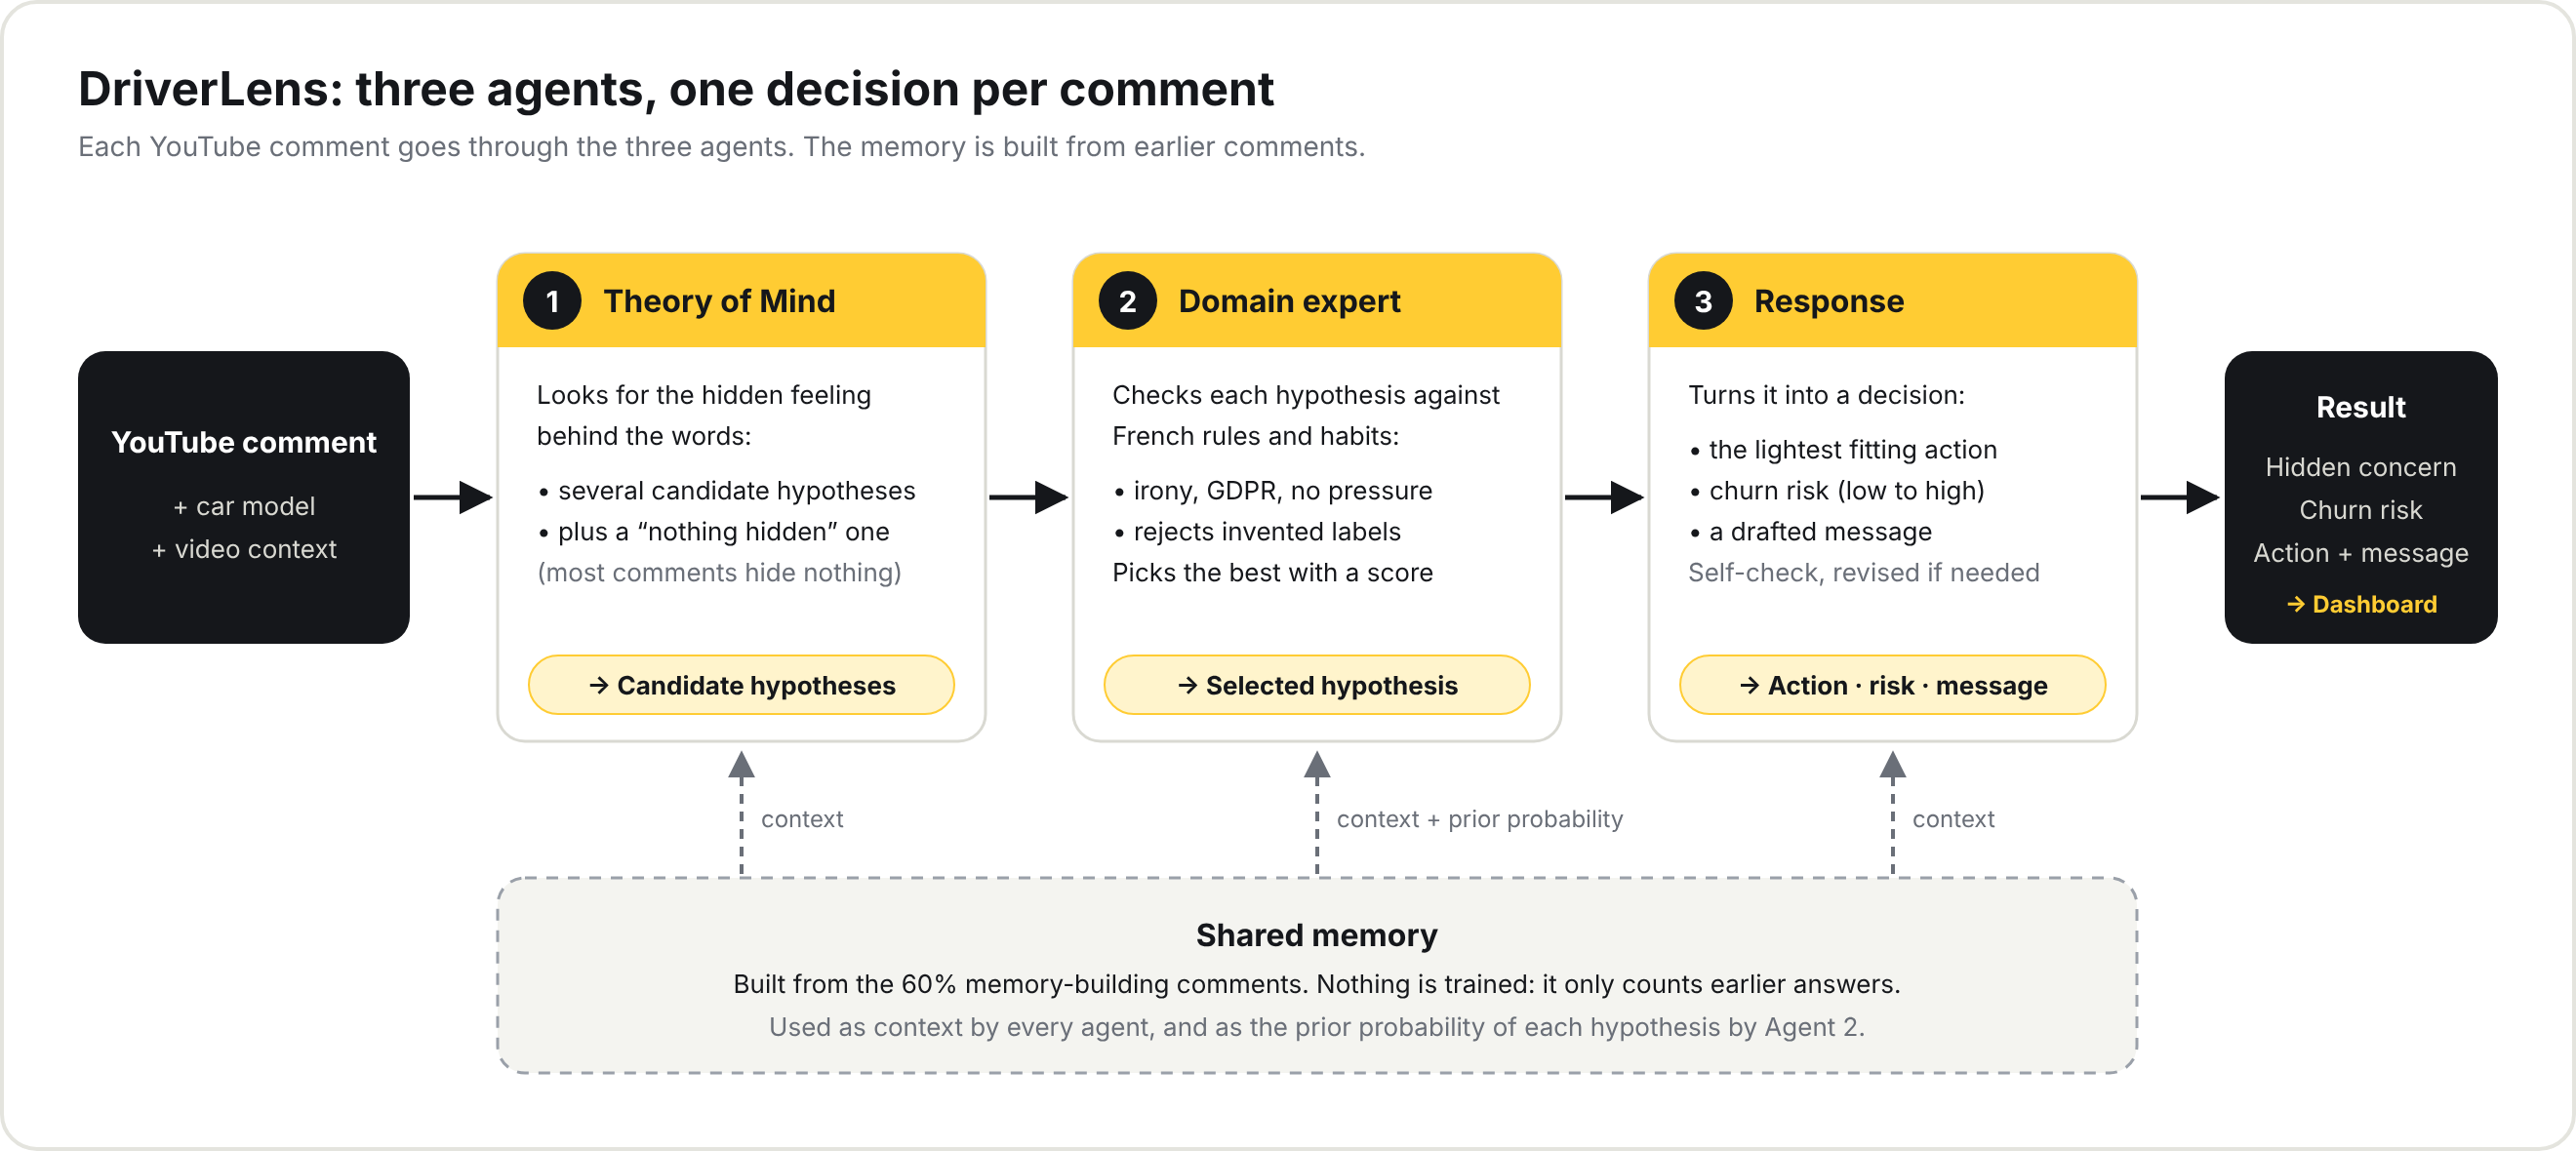 DriverLens: three agents, one decision per comment
Each YouTube comment goes through the three agents. The memory is built from earlier comments.
YouTube comment
+ car model
+ video context
1 Theory of Mind
Looks for the hidden feeling
behind the words:
• several candidate hypotheses
• plus a “nothing hidden” one
(most comments hide nothing)
→ Candidate hypotheses
2 Domain expert
Checks each hypothesis against
French rules and habits:
• irony, GDPR, no pressure
• rejects invented labels
Picks the best with a score
→ Selected hypothesis
3 Response
Turns it into a decision:
• the lightest fitting action
• churn risk (low to high)
• a drafted message
Self-check, revised if needed
→ Action · risk · message
Result
Hidden concern
Churn risk
Action + message
→ Dashboard
context
context + prior probability
context
Shared memory
Built from the 60% memory-building comments. Nothing is trained: it only counts earlier answers.
Used as context by every agent, and as the prior probability of each hypothesis by Agent 2.